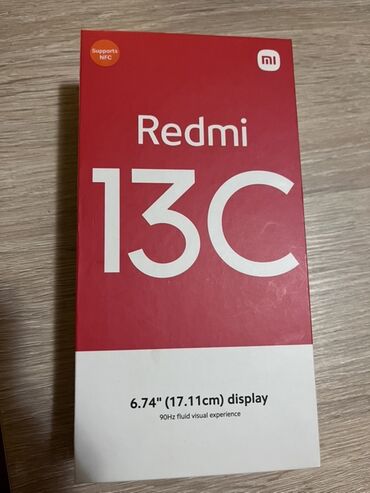 Supports
NFC
mi
Redmi
13C
6.74" (17.11cm) display
90Hz fluid visual experience